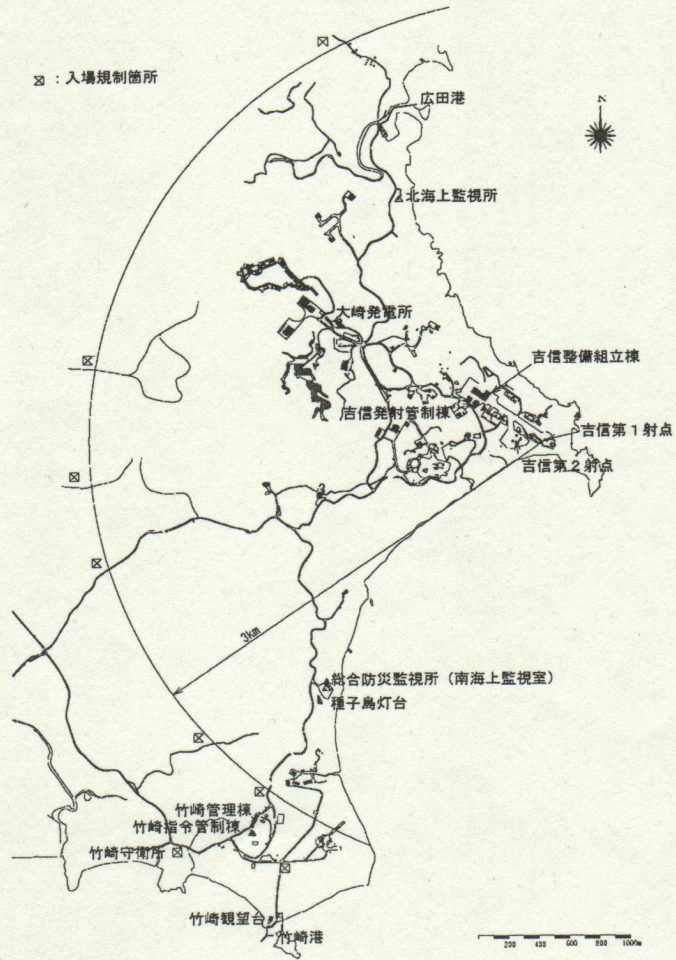 ☒ : 入場規制箇所
広田港
N
北海上監視所
大崎発電所
吉信整備組立棟
吉信発射管制棟
吉信第1射点
吉信第2射点
3km
総合防災監視所(南海上監視室)
種子島灯台
竹崎管理棟
竹崎指令管制棟
竹崎守衛所
竹崎観望台
竹崎港
200 400 600 800 1000m